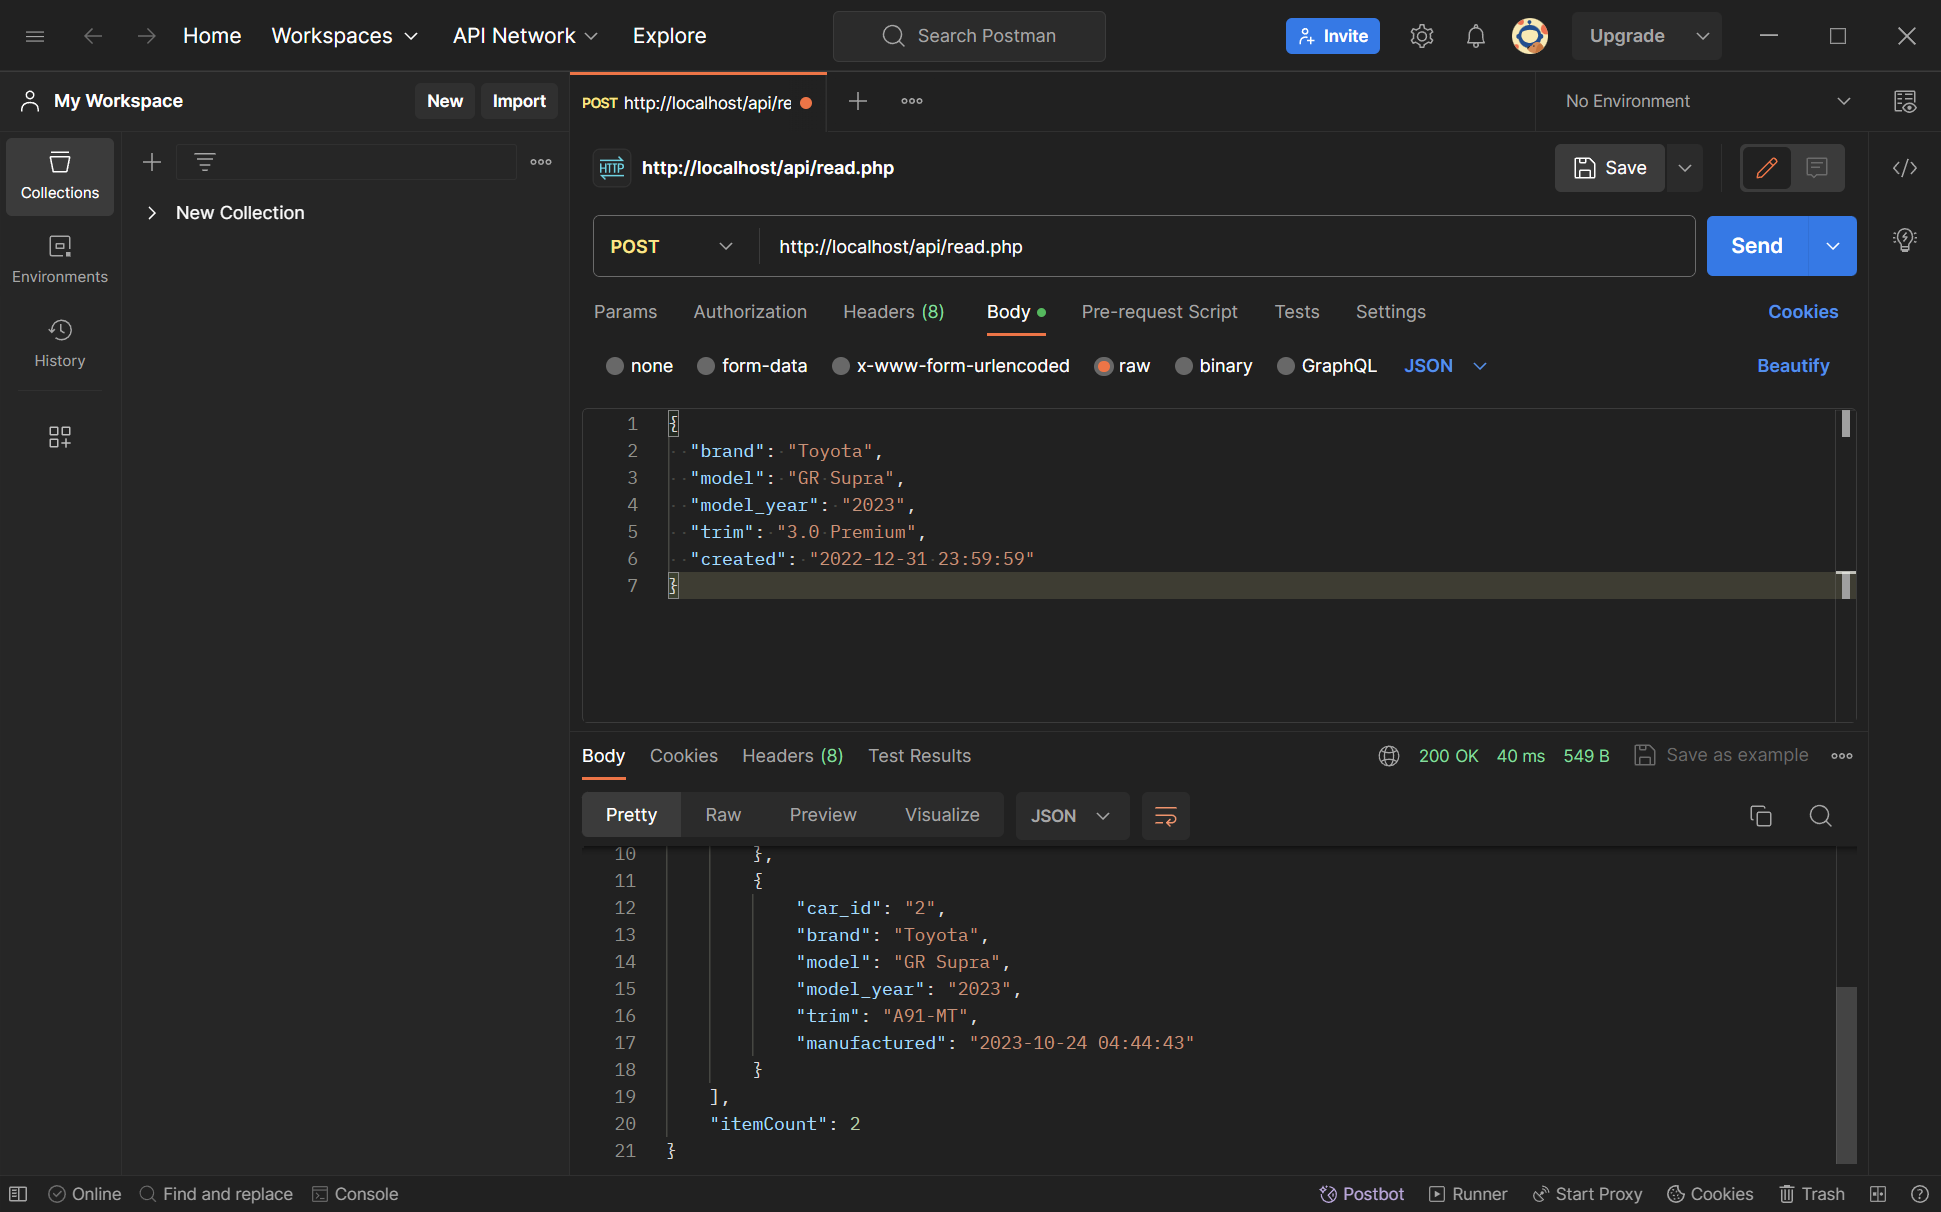 Home
Workspaces
API Network
Explore
Search Postman
Invite
Upgrade
My Workspace
New
Import
POST http://localhost/api/re
No Environment
Collections
Environments
History
New Collection
HTTP
http://localhost/api/read.php
Save
POST
http://localhost/api/read.php
Send
Params
Authorization
Headers (8)
Body
Pre-request Script
Tests
Settings
Cookies
none
form-data
x-www-form-urlencoded
raw
binary
GraphQL
JSON
Beautify
1 {
2 "brand": "Toyota",
3 "model": "GR Supra",
4 "model_year": "2023",
5 "trim": "3.0 Premium",
6 "created": "2022-12-31 23:59:59"
7 }
Body
Cookies
Headers (8)
Test Results
200 OK
40 ms
549 B
Save as example
Pretty
Raw
Preview
Visualize
JSON
10 },
11 {
12 "car_id": "2",
13 "brand": "Toyota",
14 "model": "GR Supra",
15 "model_year": "2023",
16 "trim": "A91-MT",
17 "manufactured": "2023-10-24 04:44:43"
18 }
19 ],
20 "itemCount": 2
21 }
Online
Find and replace
Console
Postbot
Runner
Start Proxy
Cookies
Trash